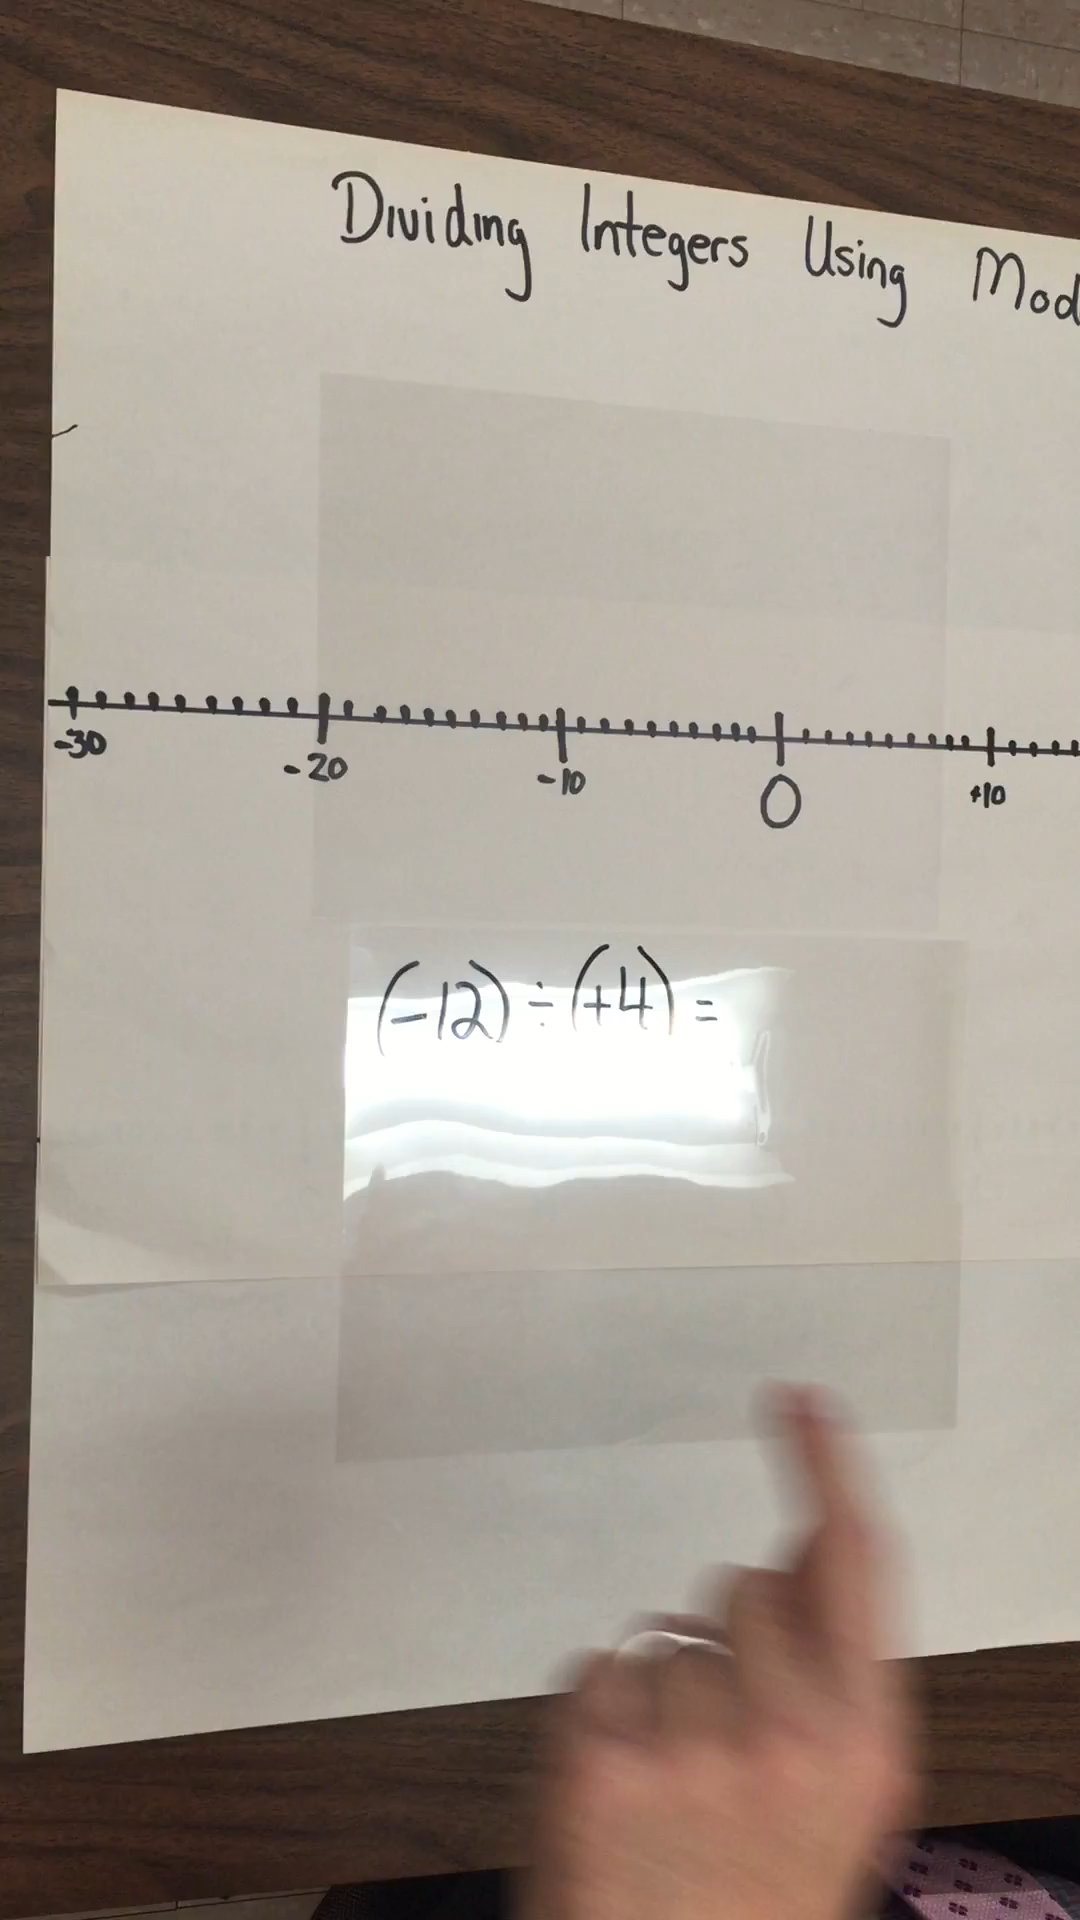 Dividing Integers Using Mod
-30 -20 -10 0 +10
(-12) ÷ (+4) =